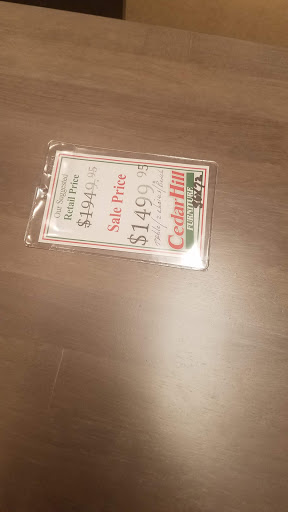 Our Suggested
Retail Price
$1949.95
Sale Price
$1499.95
CedarHill
FURNITURE